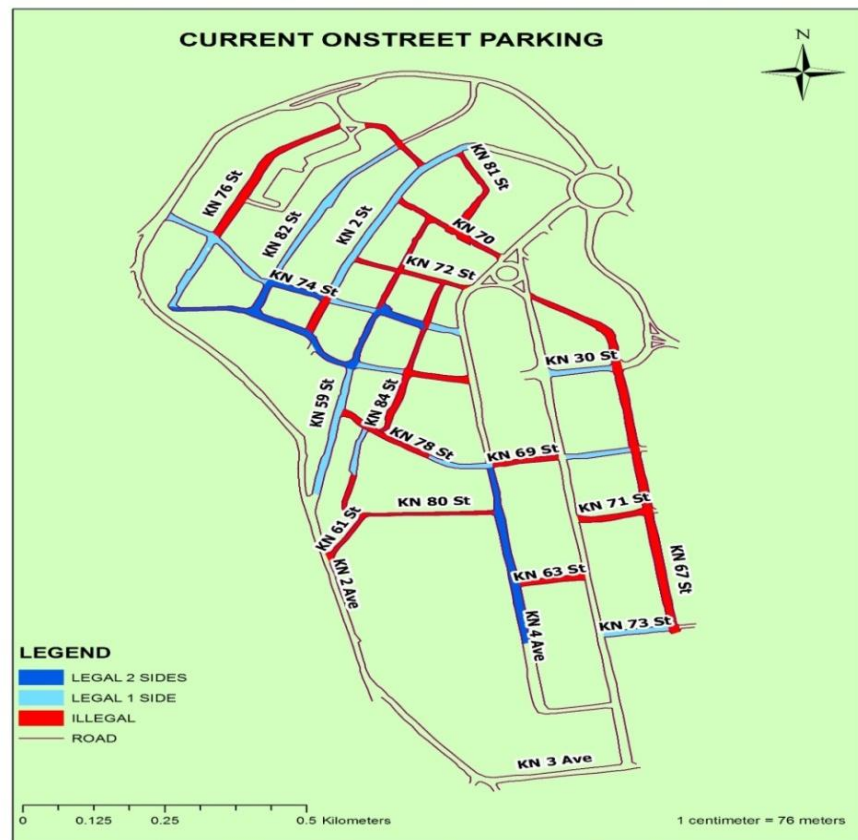 CURRENT ONSTREET PARKING
N
KN 81 St
KN 76 St
KN 82 St
KN 2 St
KN 70
KN 72 St
KN 74 St
KN 30 St
KN 59 St
KN 84 St
KN 78 St
KN 69 St
KN 80 St
KN 71 St
KN 61 St
KN 2 Ave
KN 63 St
KN 67 St
KN 4 Ave
KN 73 St
KN 3 Ave
LEGEND
LEGAL 2 SIDES
LEGAL 1 SIDE
ILLEGAL
ROAD
0 0.125 0.25 0.5 Kilometers
1 centimeter = 76 meters